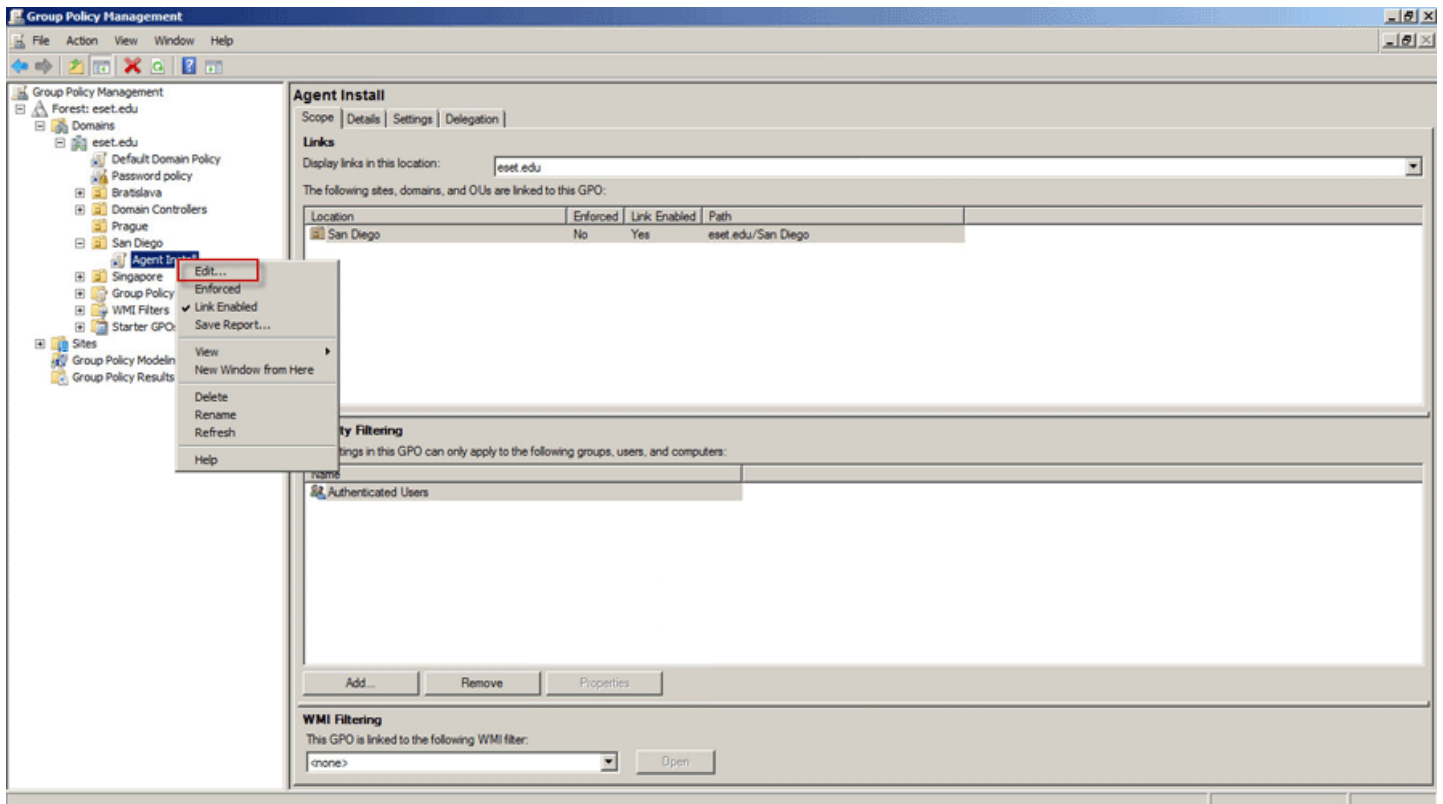 Group Policy Management
File Action View Window Help
Group Policy Management
Forest: eset.edu
Domains
eset.edu
Default Domain Policy
Password policy
Bratislava
Domain Controllers
Prague
San Diego
Agent Install
Singapore
Group Policy
WMI Filters
Starter GPOs
Sites
Group Policy Modelin
Group Policy Results
Edit...
Enforced
Link Enabled
Save Report...
View
New Window from Here
Delete
Rename
Refresh
Help
Agent Install
Scope Details Settings Delegation
Links
Display links in this location: eset.edu
The following sites, domains, and OUs are linked to this GPO:
Location Enforced Link Enabled Path
San Diego No Yes eset.edu/San Diego
ty Filtering
tings in this GPO can only apply to the following groups, users, and computers:
Name
Authenticated Users
Add... Remove Properties
WMI Filtering
This GPO is linked to the following WMI filter:
<none> Open